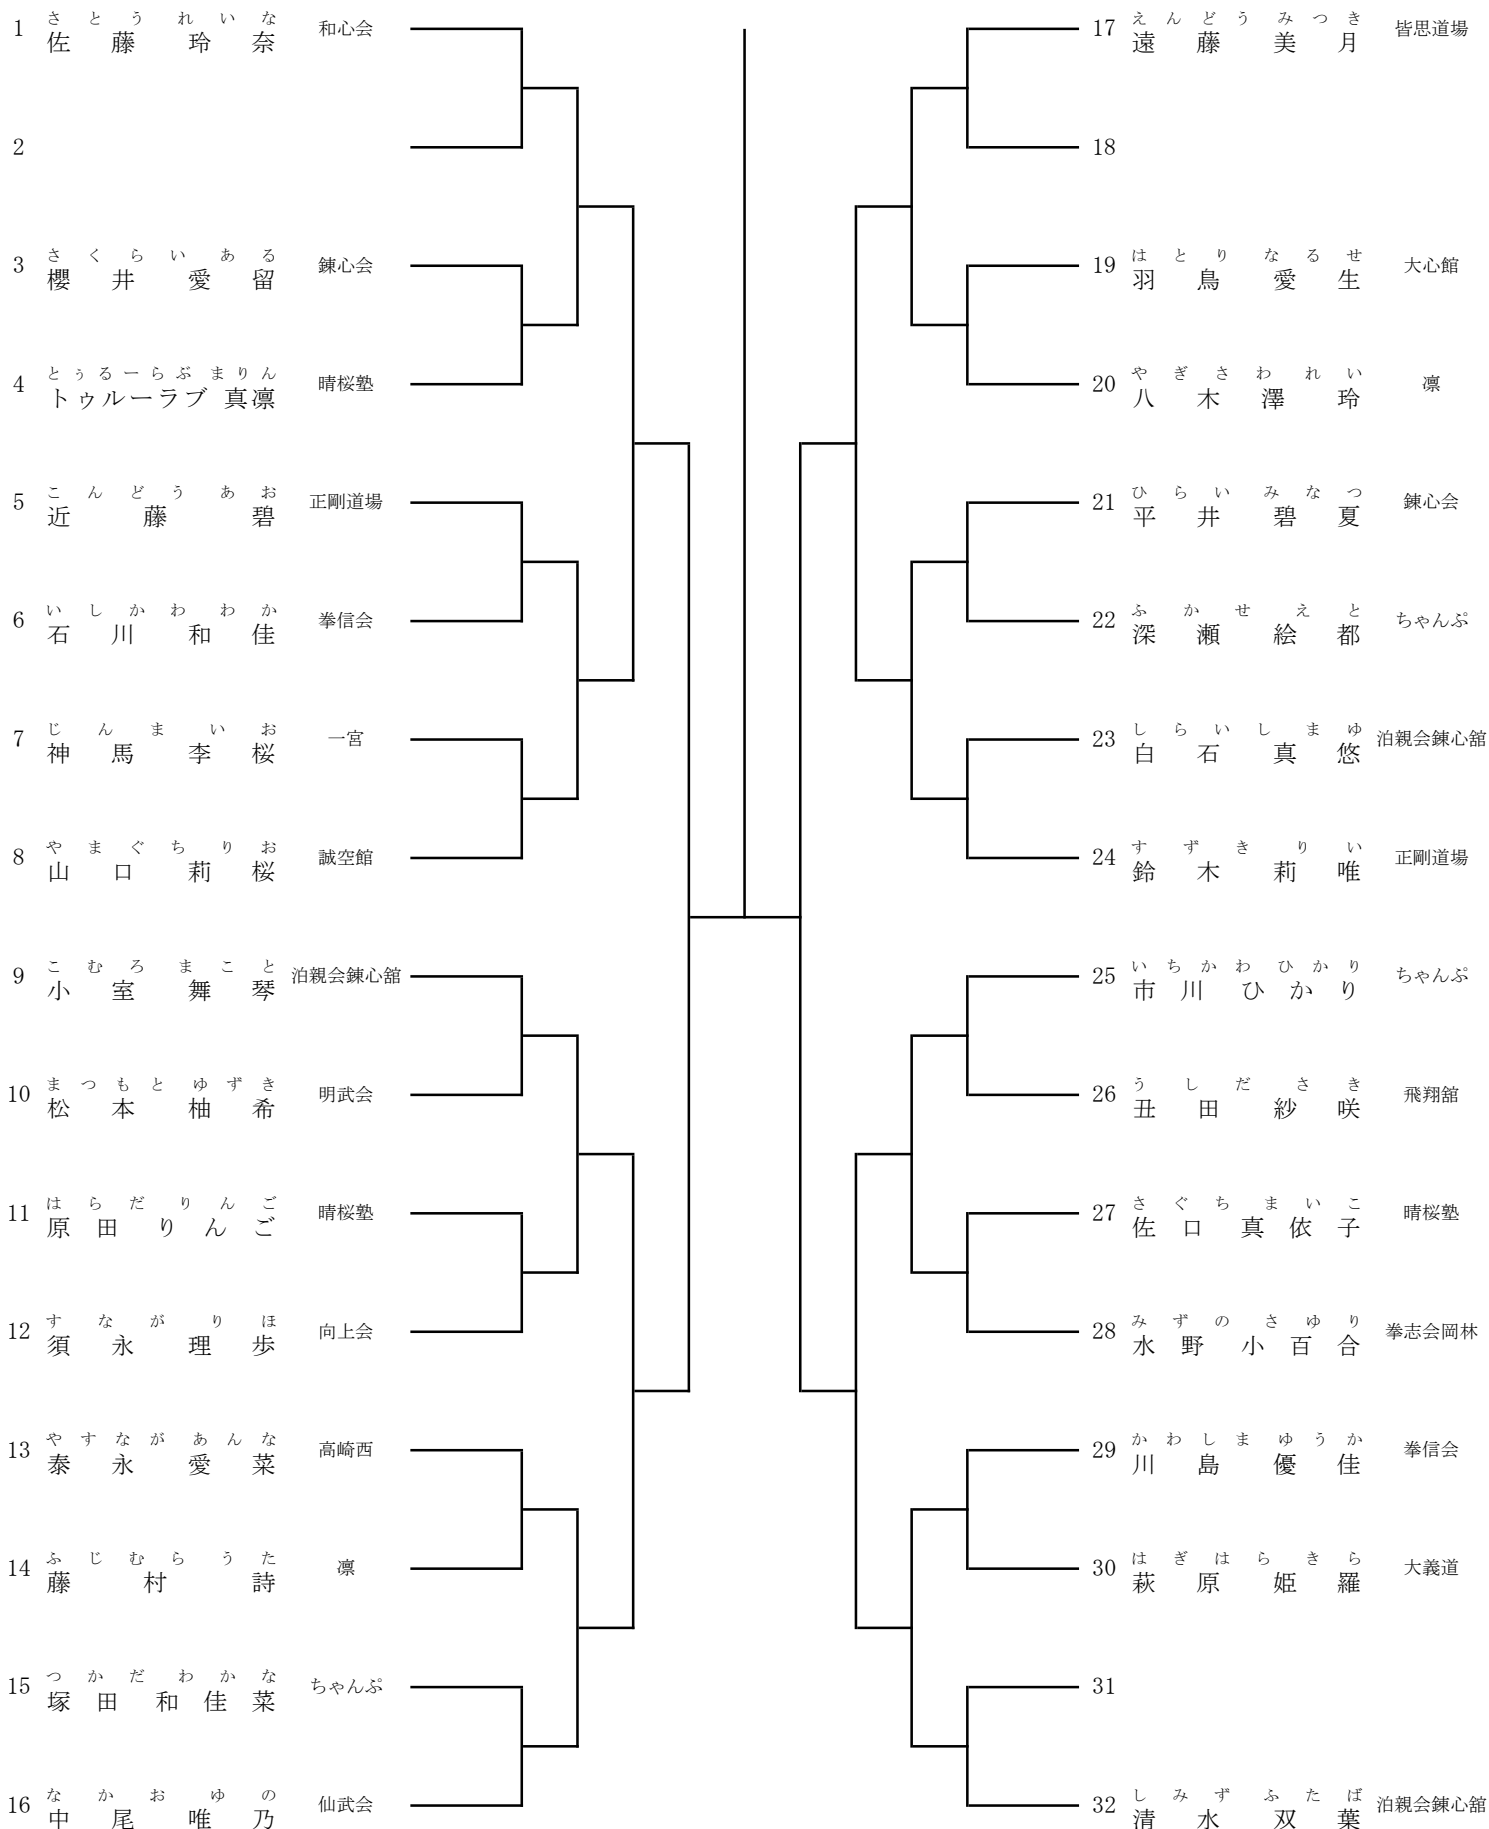 さとう れいな
1 佐藤 玲奈 和心会
2
さくらい ある
3 櫻井 愛留 錬心会
とぅるーらぶ まりん
4 トゥルーラブ 真凛 晴桜塾
こんどう あお
5 近藤 碧 正剛道場
いしかわ わか
6 石川 和佳 拳信会
じんま いお
7 神馬 李桜 一宮
やまぐち りお
8 山口 莉桜 誠空館
こむろ まこと
9 小室 舞琴 泊親会錬心舘
まつもと ゆずき
10 松本 柚希 明武会
はらだ りんご
11 原田 りんご 晴桜塾
すなが りほ
12 須永 理歩 向上会
やすなが あんな
13 泰永 愛菜 高崎西
ふじむら うた
14 藤村 詩 凛
つかだ わかな
15 塚田 和佳菜 ちゃんぷ
なかお ゆの
16 中尾 唯乃 仙武会
えんどう みつき
17 遠藤 美月 皆思道場
18
はとり なるせ
19 羽鳥 愛生 大心館
やぎさわ れい
20 八木澤 玲 凛
ひらい みなつ
21 平井 碧夏 錬心会
ふかせ えと
22 深瀬 絵都 ちゃんぷ
しらいし まゆ
23 白石 真悠 泊親会錬心舘
すずき りい
24 鈴木 莉唯 正剛道場
いちかわ ひかり
25 市川 ひかり ちゃんぷ
うしだ さき
26 丑田 紗咲 飛翔舘
さぐち まいこ
27 佐口 真依子 晴桜塾
みずの さゆり
28 水野 小百合 拳志会岡林
かわしま ゆうか
29 川島 優佳 拳信会
はぎはら きら
30 萩原 姫羅 大義道
31
しみず ふたば
32 清水 双葉 泊親会錬心舘